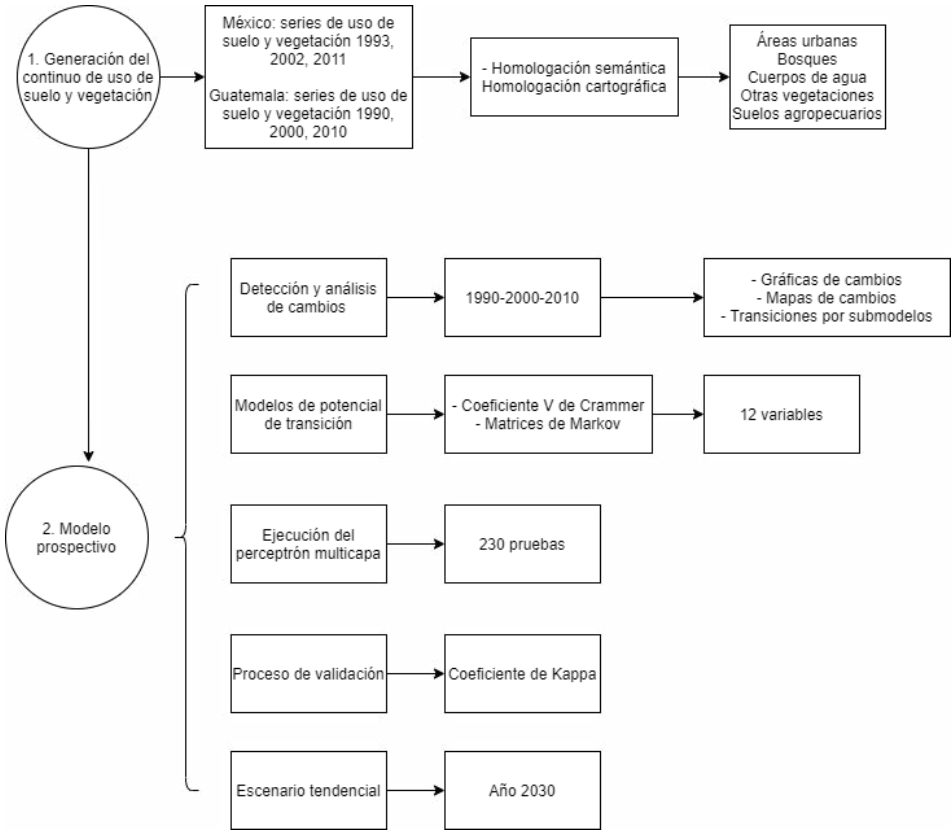 1. Generación del
continuo de uso de
suelo y vegetación
México: series de uso de
suelo y vegetación 1993,
2002, 2011
Guatemala: series de uso de
suelo y vegetación 1990,
2000, 2010
- Homologación semántica
Homologación cartográfica
Áreas urbanas
Bosques
Cuerpos de agua
Otras vegetaciones
Suelos agropecuarios
2. Modelo
prospectivo
Detección y análisis
de cambios
1990-2000-2010
- Gráficas de cambios
- Mapas de cambios
- Transiciones por submodelos
Modelos de potencial
de transición
- Coeficiente V de Crammer
- Matrices de Markov
12 variables
Ejecución del
perceptrón multicapa
230 pruebas
Proceso de validación
Coeficiente de Kappa
Escenario tendencial
Año 2030